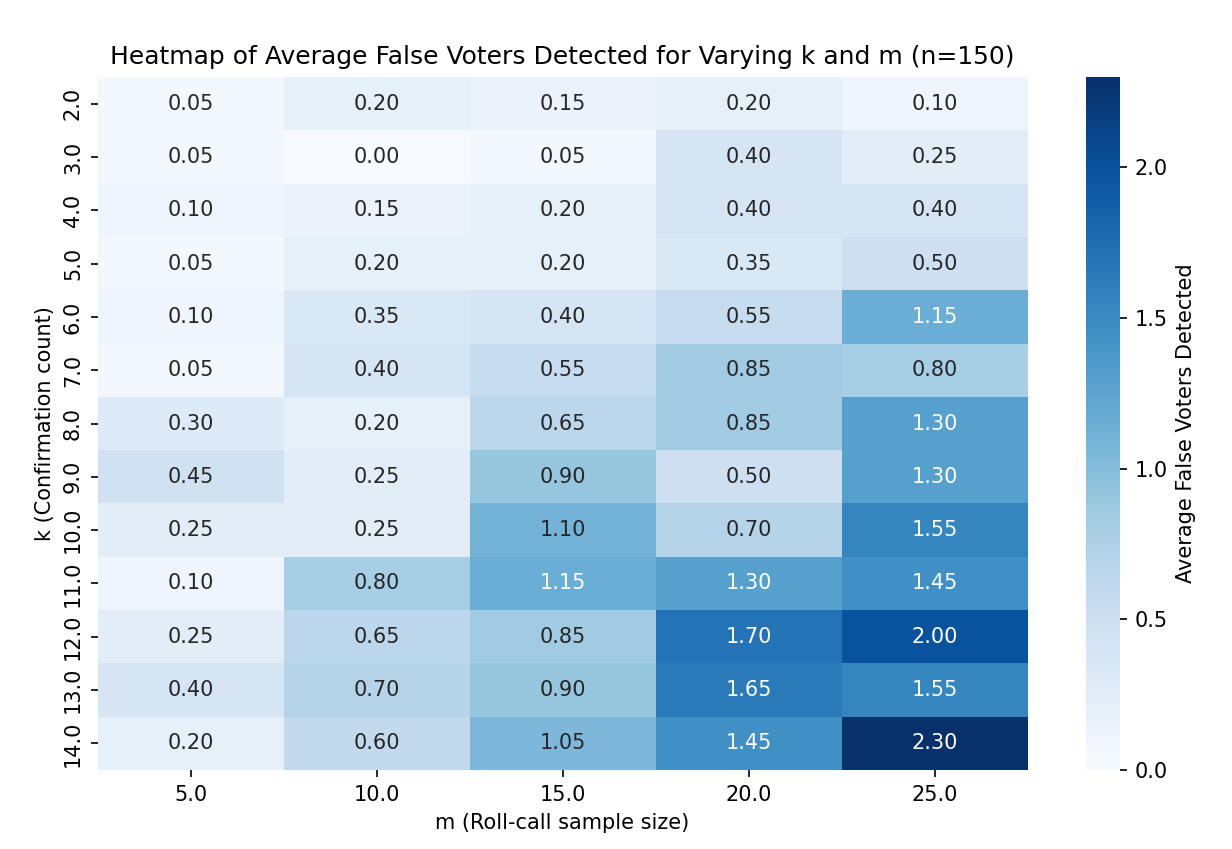 Heatmap of Average False Voters Detected for Varying k and m (n=150)
k (Confirmation count)
2.0 0.05 0.20 0.15 0.20 0.10
3.0 0.05 0.00 0.05 0.40 0.25
4.0 0.10 0.15 0.20 0.40 0.40
5.0 0.05 0.20 0.20 0.35 0.50
6.0 0.10 0.35 0.40 0.55 1.15
7.0 0.05 0.40 0.55 0.85 0.80
8.0 0.30 0.20 0.65 0.85 1.30
9.0 0.45 0.25 0.90 0.50 1.30
10.0 0.25 0.25 1.10 0.70 1.55
11.0 0.10 0.80 1.15 1.30 1.45
12.0 0.25 0.65 0.85 1.70 2.00
13.0 0.40 0.70 0.90 1.65 1.55
14.0 0.20 0.60 1.05 1.45 2.30
5.0 10.0 15.0 20.0 25.0
m (Roll-call sample size)
2.0
1.5
1.0
0.5
0.0
Average False Voters Detected